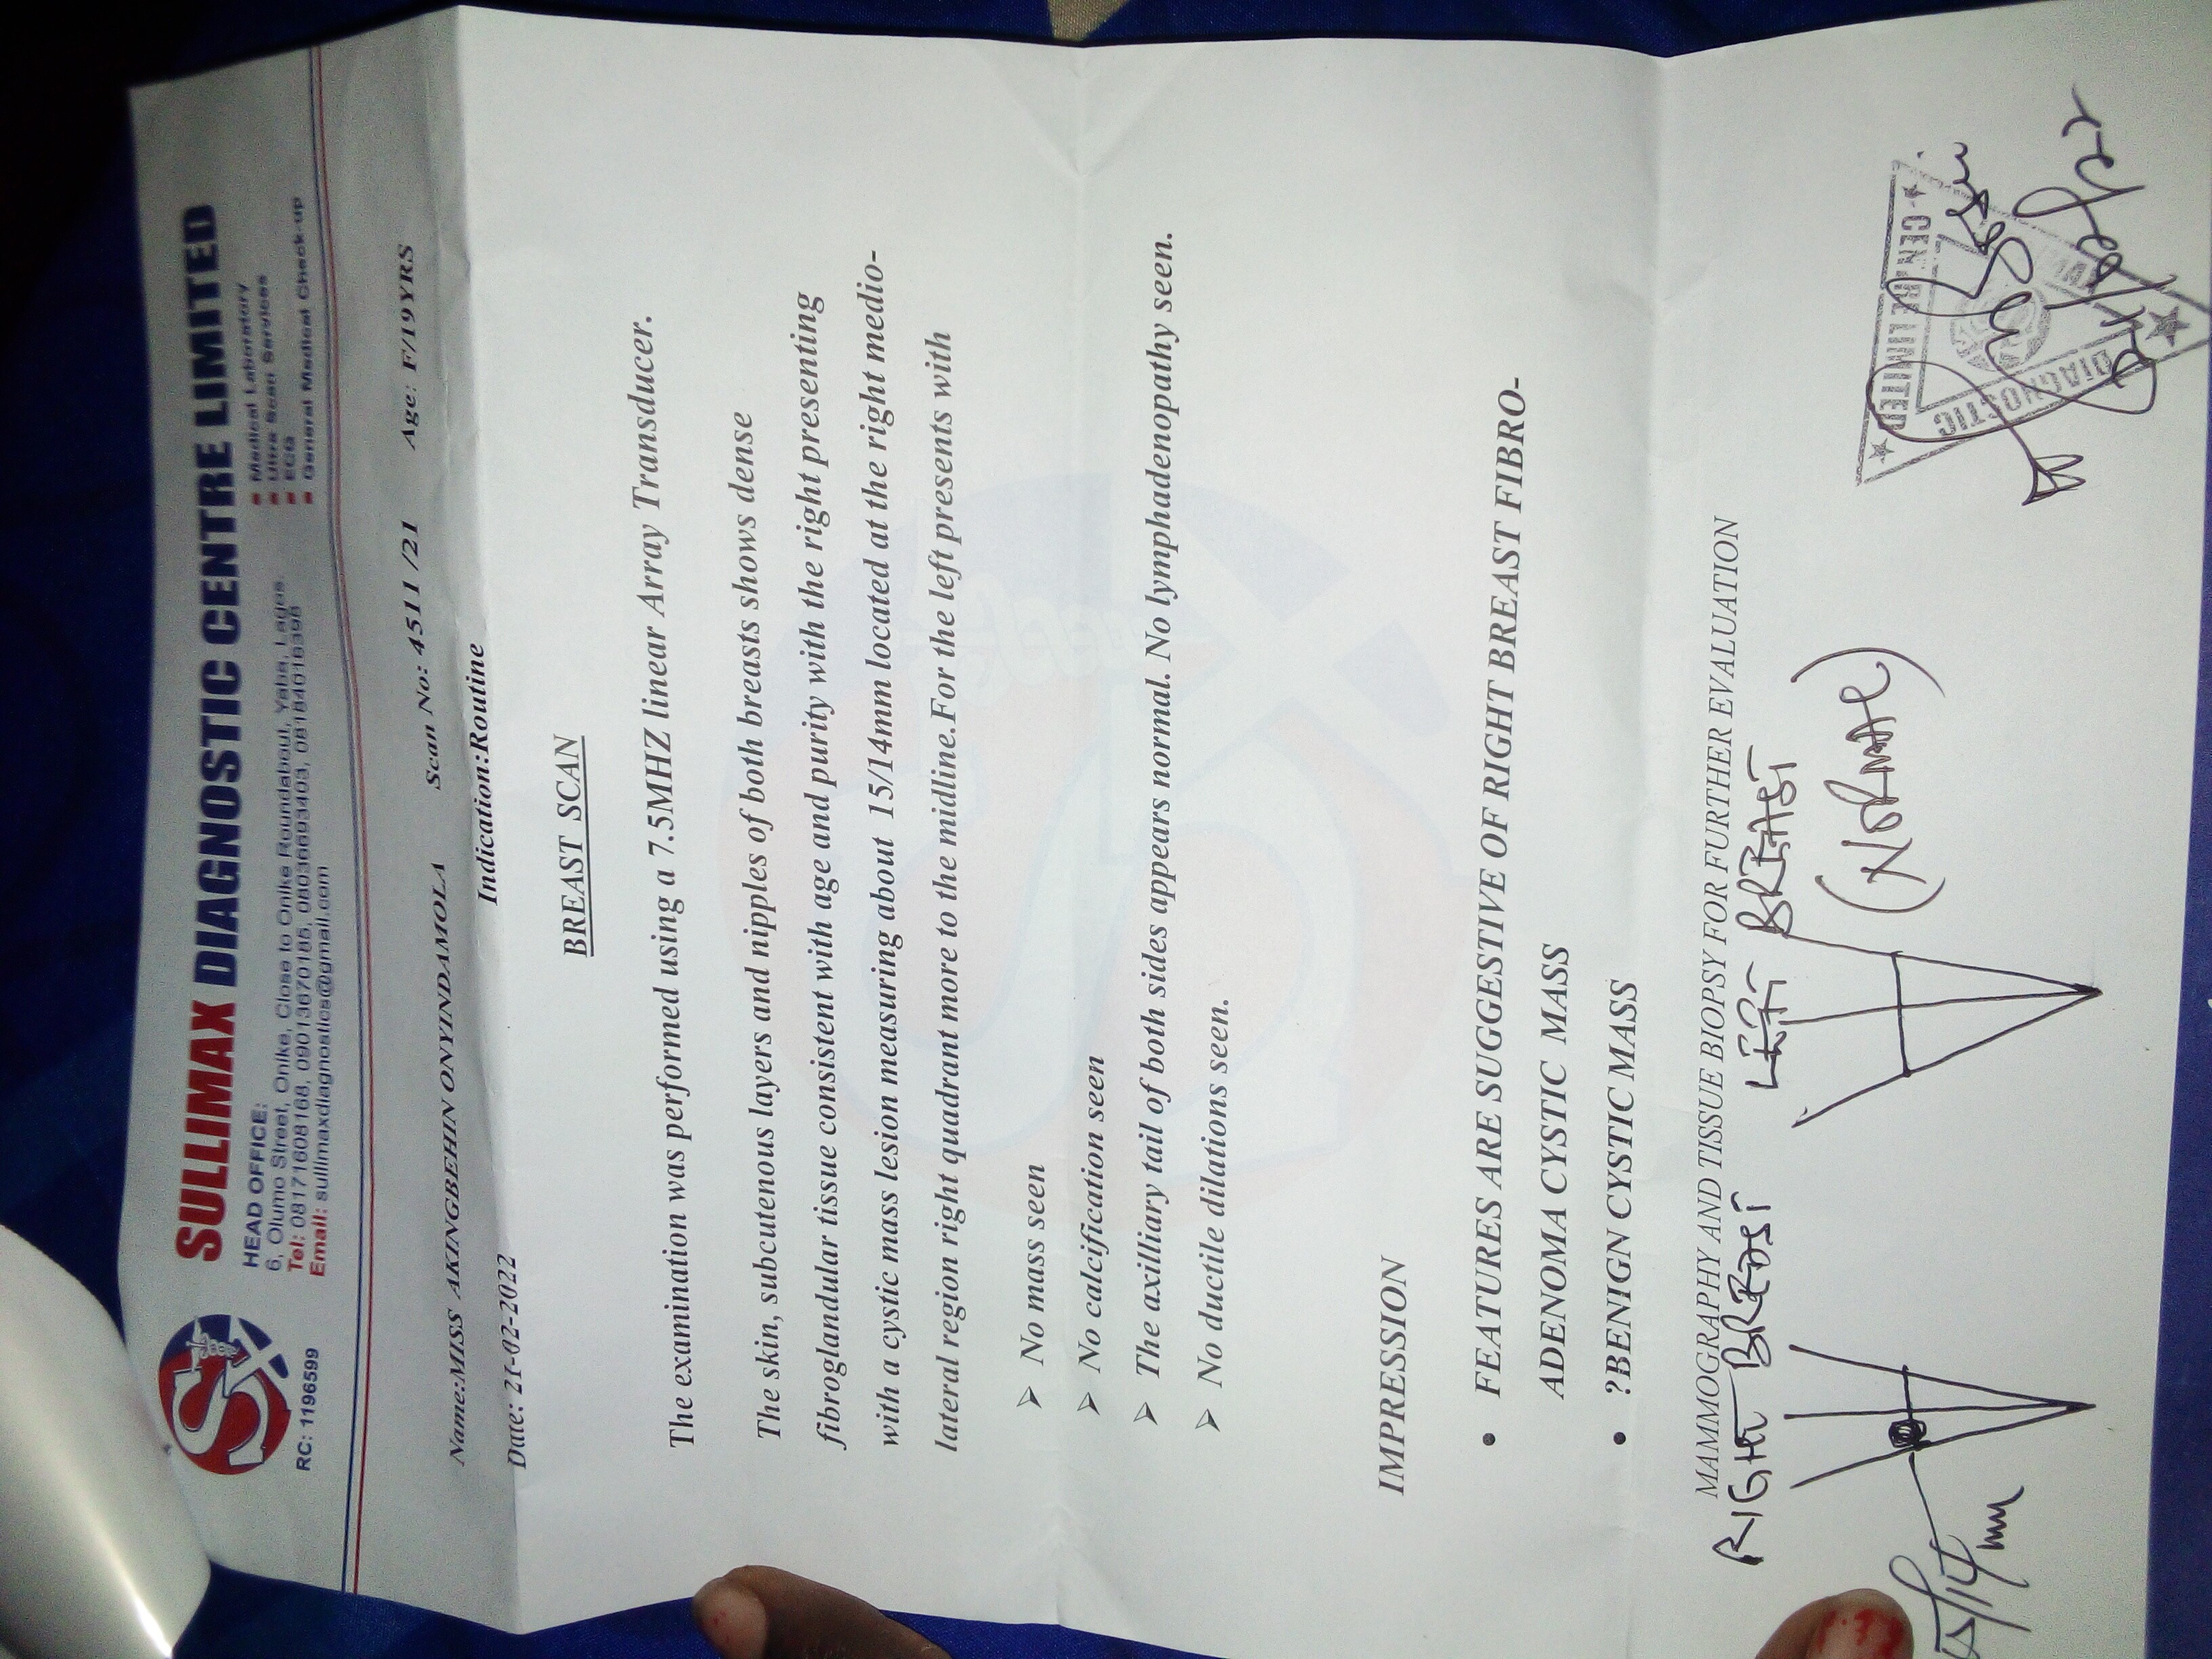 SULLIMAX DIAGNOSTIC CENTRE LIMITED
RC: 1196599
HEAD OFFICE:
6, Olumo Street, Onike, Close to Onike Roundabout, Yaba, Lagos.
Tel: 0817 1608168, 09013670185, 08036693403, 08184016398
Email: sullimaxdiagnostics@gmail.com
Medical Laboratory
Ultra Scan Services
ECG
General Medical Check-up
Name:MISS AKINGBEHIN ONYINDAMOLA Scan No: 4511 /21 Age: F/19YRS
Date: 21-02-2022 Indication:Routine
BREAST SCAN
The examination was performed using a 7.5MHZ linear Array Transducer.
The skin, subcutenous layers and nipples of both breasts shows dense
fibroglandular tissue consistent with age and purity with the right presenting
with a cystic mass lesion measuring about 15/14mm located at the right medio-
lateral region right quadrant more to the midline.For the left presents with
➢ No mass seen
➢ No calcification seen
➢ The axilliary tail of both sides appears normal. No lymphadenopathy seen.
➢ No ductile dilations seen.
IMPRESSION
• FEATURES ARE SUGGESTIVE OF RIGHT BREAST FIBRO-
ADENOMA CYSTIC MASS
• ?BENIGN CYSTIC MASS
MAMMOGRAPHY AND TISSUE BIOPSY FOR FURTHER EVALUATION
RIGHT BREAST LEFT BREAST
(NORMAL)
15/14mm
DIAGNOSTIC
CENTRE LIMITED